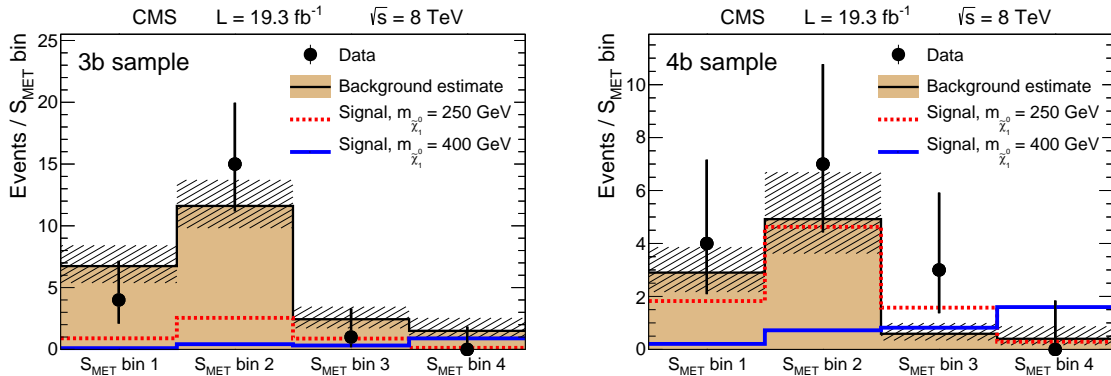 CMS L = 19.3 fb⁻¹ √s = 8 TeV
Events / S_MET bin
25
20
15
10
5
0
3b sample
Data
Background estimate
Signal, m_χ̃₁⁰ = 250 GeV
Signal, m_χ̃₁⁰ = 400 GeV
S_MET bin 1 S_MET bin 2 S_MET bin 3 S_MET bin 4
CMS L = 19.3 fb⁻¹ √s = 8 TeV
Events / S_MET bin
10
8
6
4
2
0
4b sample
Data
Background estimate
Signal, m_χ̃₁⁰ = 250 GeV
Signal, m_χ̃₁⁰ = 400 GeV
S_MET bin 1 S_MET bin 2 S_MET bin 3 S_MET bin 4